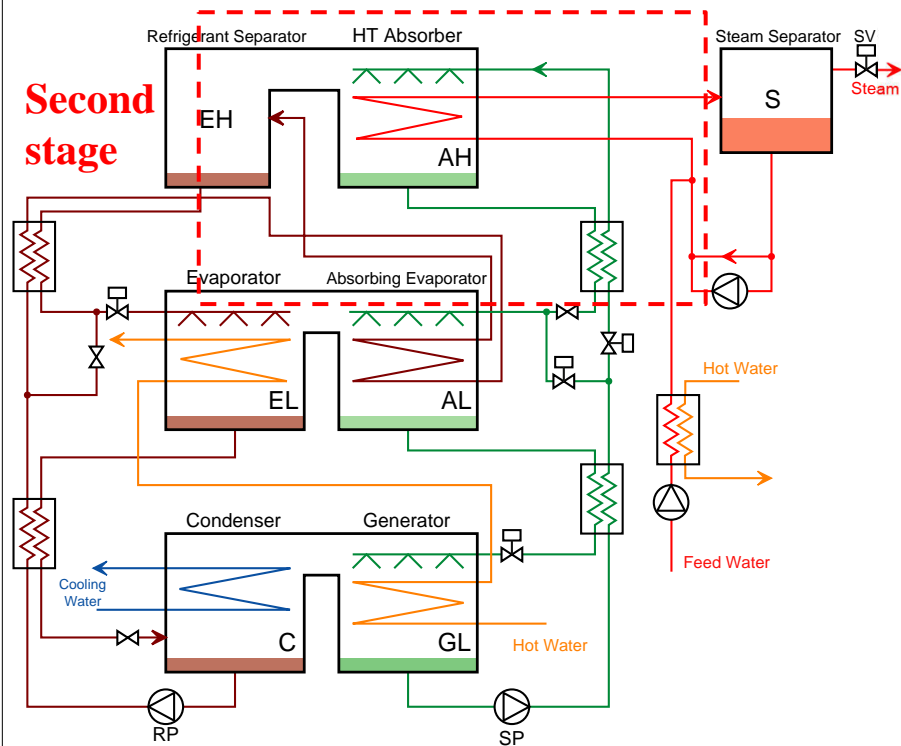 Refrigerant Separator
HT Absorber
Steam Separator
SV
Steam
Second
stage
EH
AH
S
Evaporator
Absorbing Evaporator
EL
AL
Hot Water
Condenser
Generator
Cooling
Water
C
GL
Hot Water
Feed Water
RP
SP